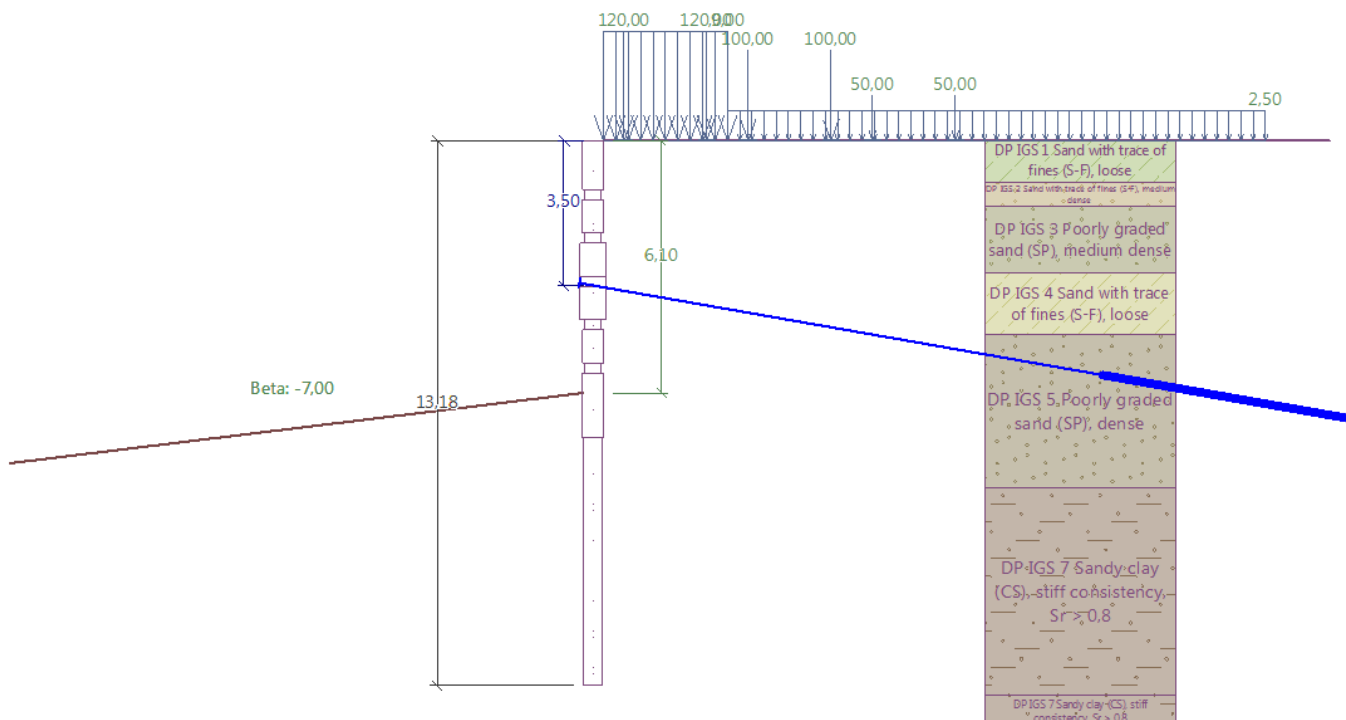 120,00
120,00
100,00
100,00
50,00
50,00
2,50
DP IGS 1 Sand with trace of
fines (S-F), loose
DP IGS 2 Sand with trace of fines (S-F), medium
dense
3,50
DP IGS 3 Poorly graded
sand (SP), medium dense
6,10
DP IGS 4 Sand with trace
of fines (S-F), loose
Beta: -7,00
13,18
DP IGS 5 Poorly graded
sand (SP), dense
DP IGS 7 Sandy clay
(CS), stiff consistency,
Sr > 0,8
DP IGS 7 Sandy clay (CS), stiff
consistency, Sr > 0,8